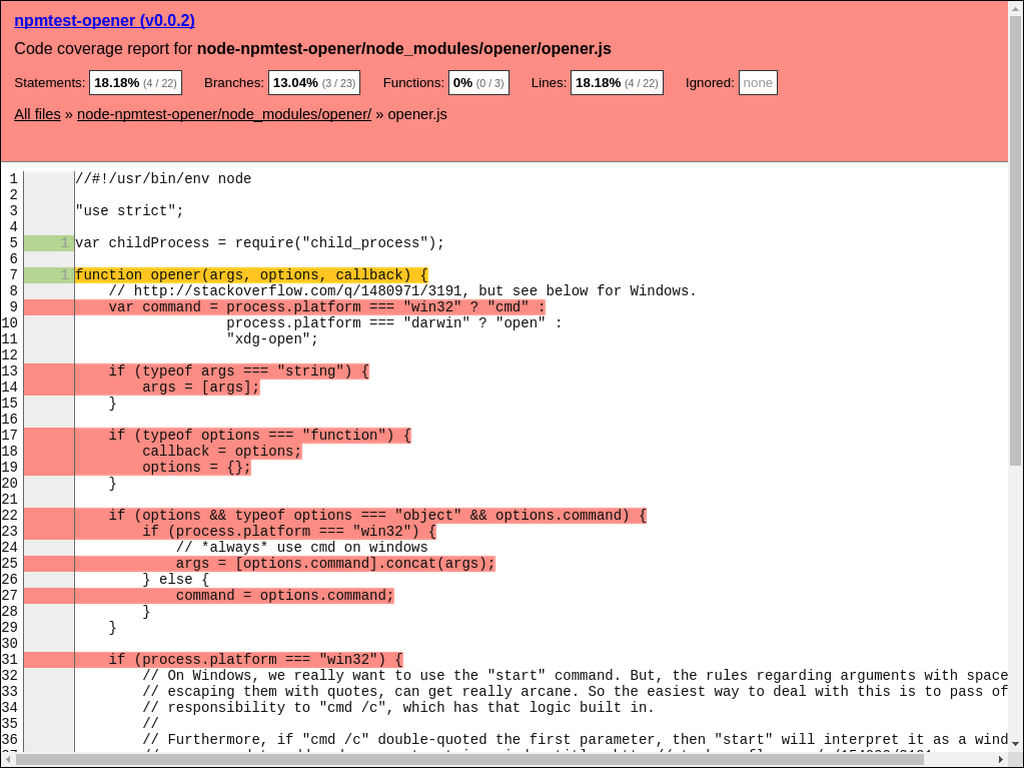 npmtest-opener (v0.0.2)
Code coverage report for node-npmtest-opener/node_modules/opener/opener.js
Statements: 18.18% (4 / 22) Branches: 13.04% (3 / 23) Functions: 0% (0 / 3) Lines: 18.18% (4 / 22) Ignored: none
All files » node-npmtest-opener/node_modules/opener/ » opener.js
1 //#!/usr/bin/env node
2
3 "use strict";
4
5 1 var childProcess = require("child_process");
6
7 1 function opener(args, options, callback) {
8 // http://stackoverflow.com/q/1480971/3191, but see below for Windows.
9 var command = process.platform === "win32" ? "cmd" :
10 process.platform === "darwin" ? "open" :
11 "xdg-open";
12
13 if (typeof args === "string") {
14 args = [args];
15 }
16
17 if (typeof options === "function") {
18 callback = options;
19 options = {};
20 }
21
22 if (options && typeof options === "object" && options.command) {
23 if (process.platform === "win32") {
24 // *always* use cmd on windows
25 args = [options.command].concat(args);
26 } else {
27 command = options.command;
28 }
29 }
30
31 if (process.platform === "win32") {
32 // On Windows, we really want to use the "start" command. But, the rules regarding arguments with space
33 // escaping them with quotes, can get really arcane. So the easiest way to deal with this is to pass of
34 // responsibility to "cmd /c", which has that logic built in.
35 //
36 // Furthermore, if "cmd /c" double-quoted the first parameter, then "start" will interpret it as a wind